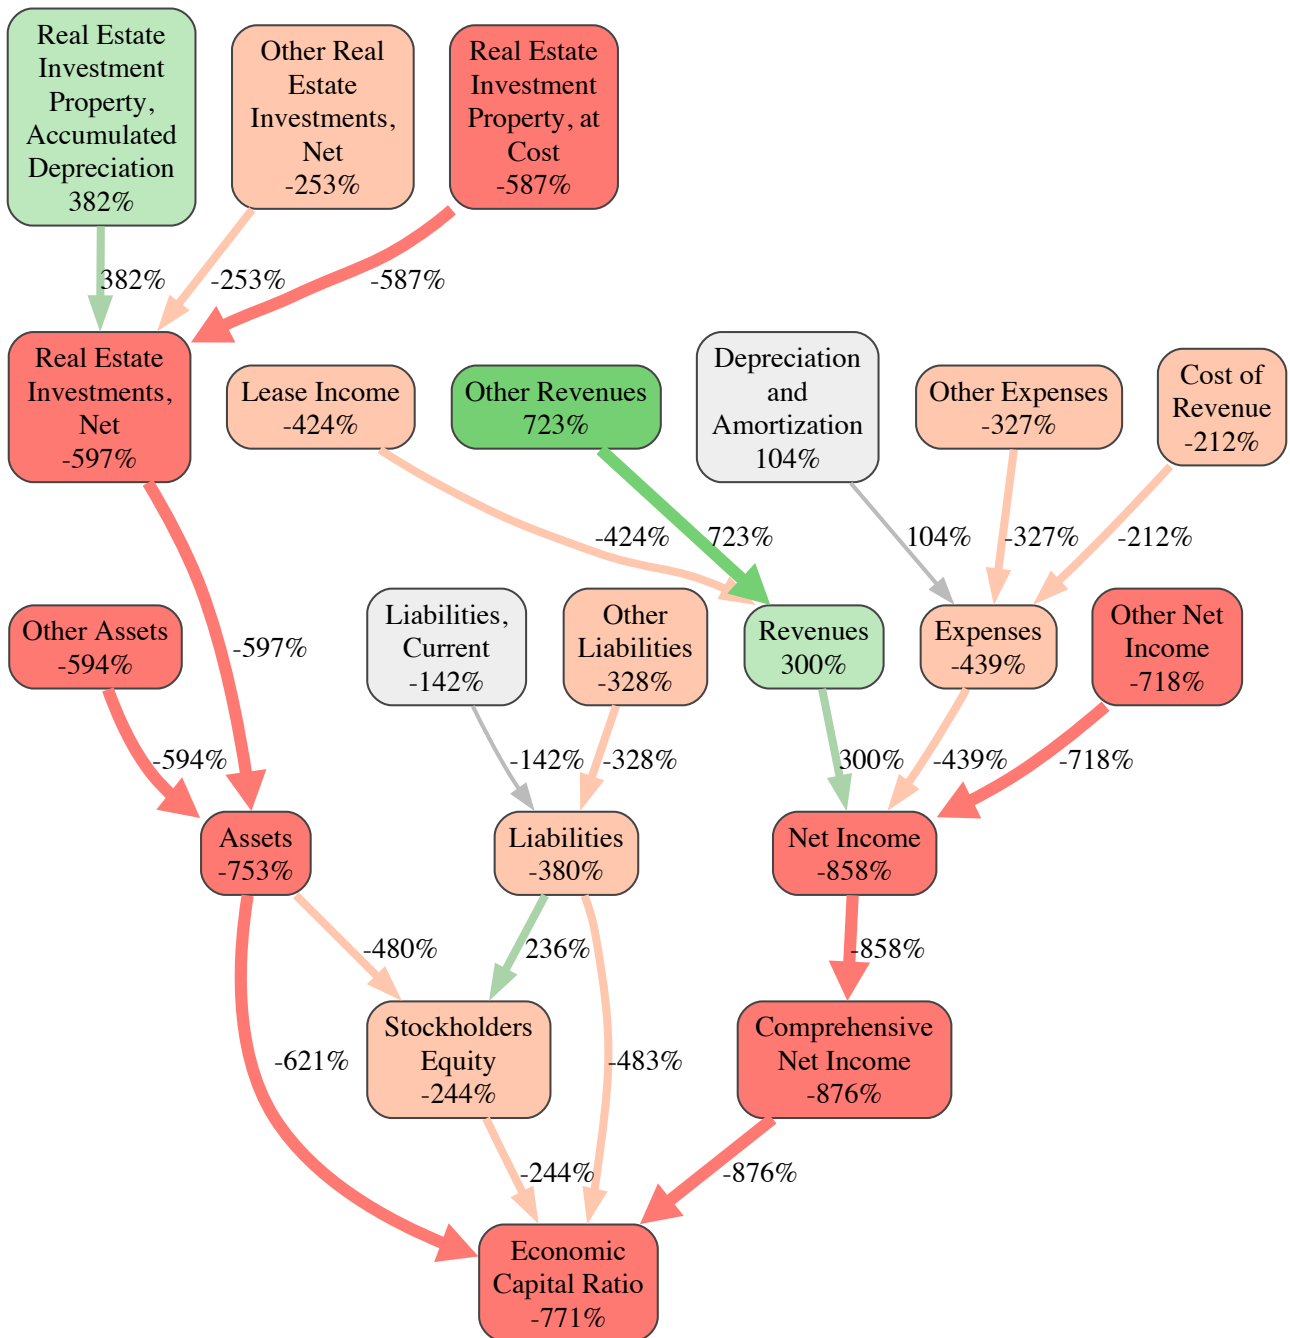 Real Estate
Investment
Property,
Accumulated
Depreciation
382%
Other Real
Estate
Investments,
Net
-253%
Real Estate
Investment
Property, at
Cost
-587%
382%
-253%
-587%
Real Estate
Investments,
Net
-597%
Lease Income
-424%
Other Revenues
723%
Depreciation
and
Amortization
104%
Other Expenses
-327%
Cost of
Revenue
-212%
-424%
723%
104%
-327%
-212%
Other Assets
-594%
-597%
Liabilities,
Current
-142%
Other
Liabilities
-328%
Revenues
300%
Expenses
-439%
Other Net
Income
-718%
-594%
-142%
-328%
300%
-439%
-718%
Assets
-753%
Liabilities
-380%
Net Income
-858%
-480%
236%
-858%
Stockholders
Equity
-244%
Comprehensive
Net Income
-876%
-621%
-483%
-244%
-876%
Economic
Capital Ratio
-771%